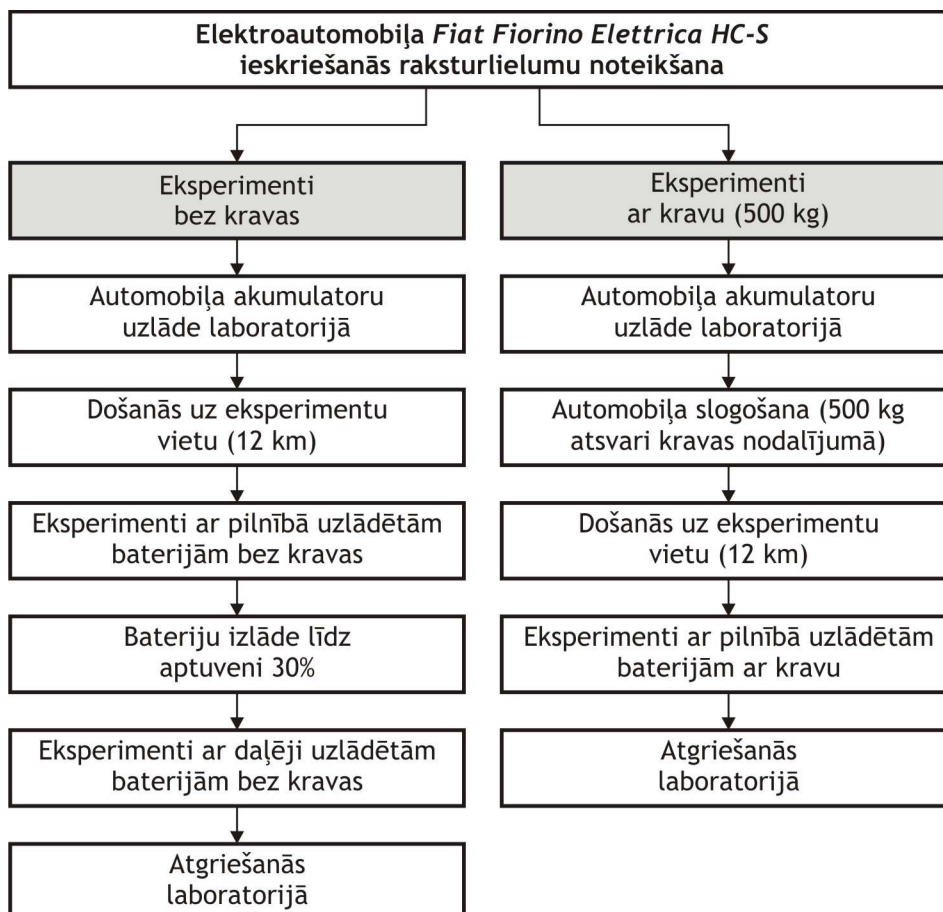 Elektroautomobiļa Fiat Fiorino Elettrica HC-S
ieskriešanās raksturlielumu noteikšana
Eksperimenti
bez kravas
Automobiļa akumulatoru
uzlāde laboratorijā
Došanās uz eksperimentu
vietu (12 km)
Eksperimenti ar pilnībā uzlādētām
baterijām bez kravas
Bateriju izlāde līdz
aptuveni 30%
Eksperimenti ar daļēji uzlādētām
baterijām bez kravas
Atgriešanās
laboratorijā
Eksperimenti
ar kravu (500 kg)
Automobiļa akumulatoru
uzlāde laboratorijā
Automobiļa slogošana (500 kg
atsvari kravas nodalījumā)
Došanās uz eksperimentu
vietu (12 km)
Eksperimenti ar pilnībā uzlādētām
baterijām ar kravu
Atgriešanās
laboratorijā